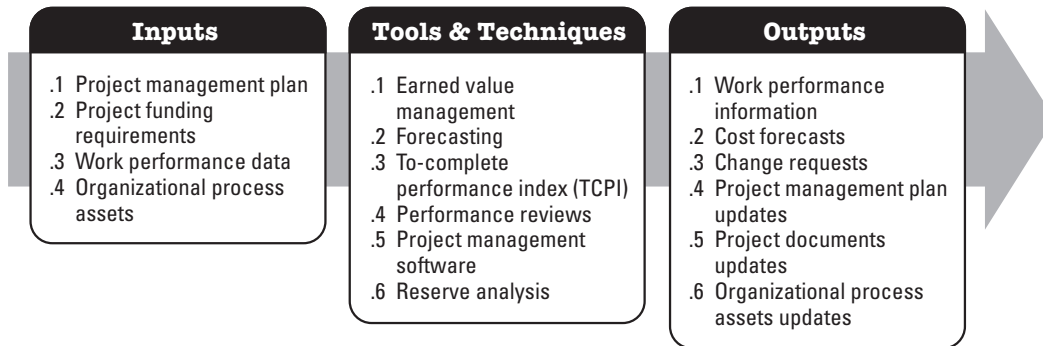 Inputs
.1 Project management plan
.2 Project funding
requirements
.3 Work performance data
.4 Organizational process
assets
Tools & Techniques
.1 Earned value
management
.2 Forecasting
.3 To-complete
performance index (TCPI)
.4 Performance reviews
.5 Project management
software
.6 Reserve analysis
Outputs
.1 Work performance
information
.2 Cost forecasts
.3 Change requests
.4 Project management plan
updates
.5 Project documents
updates
.6 Organizational process
assets updates